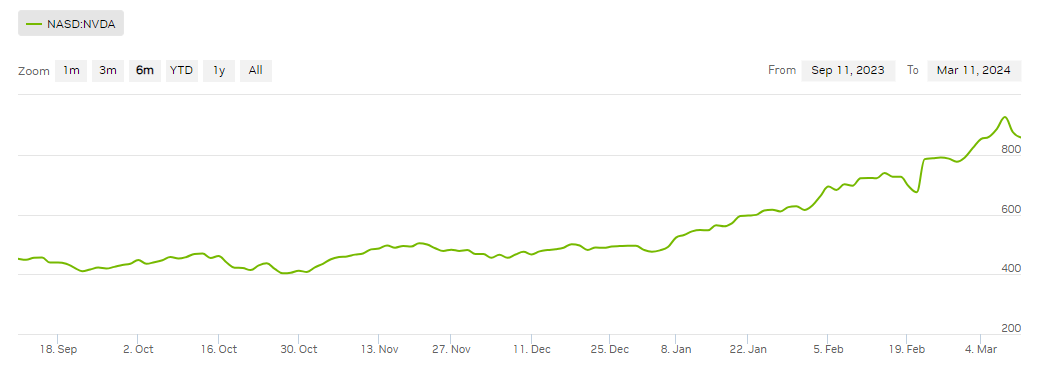 NASD:NVDA
Zoom 1m 3m 6m YTD 1y All From Sep 11, 2023 To Mar 11, 2024
800
600
400
200
18. Sep 2. Oct 16. Oct 30. Oct 13. Nov 27. Nov 11. Dec 25. Dec 8. Jan 22. Jan 5. Feb 19. Feb 4. Mar